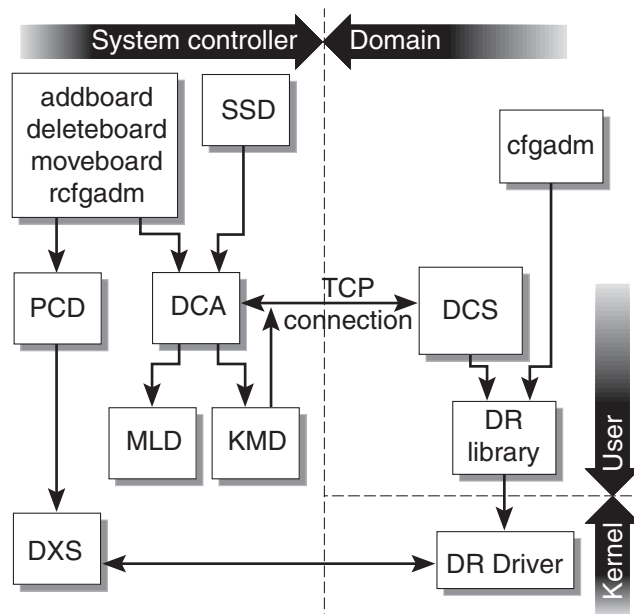 System controller
Domain
addboard
deleteboard
moveboard
rcfgadm
SSD
cfgadm
PCD
DCA
TCP
connection
DCS
MLD
KMD
DR
library
User
DXS
DR Driver
Kernel